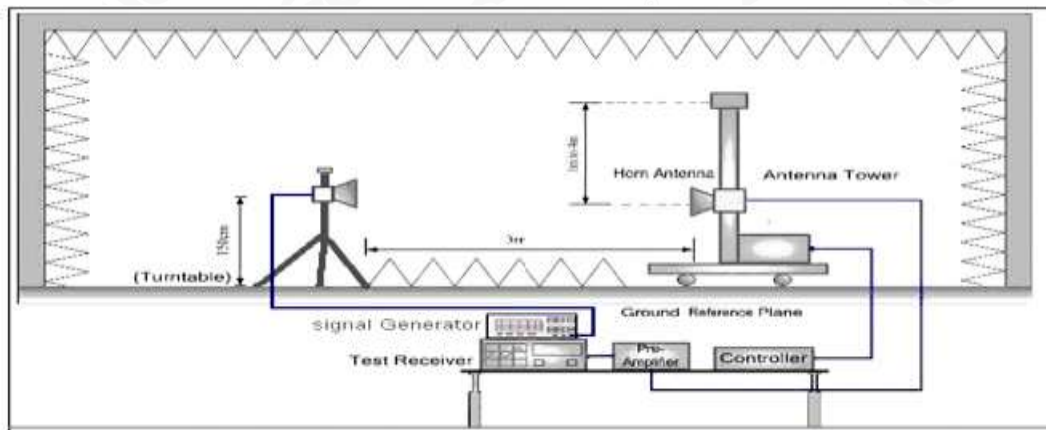 Horn Antenna
Antenna Tower
150cm
3m
(Turntable)
Ground Reference Plane
signal Generator
Test Receiver
Pre-
Amplifier
Controller